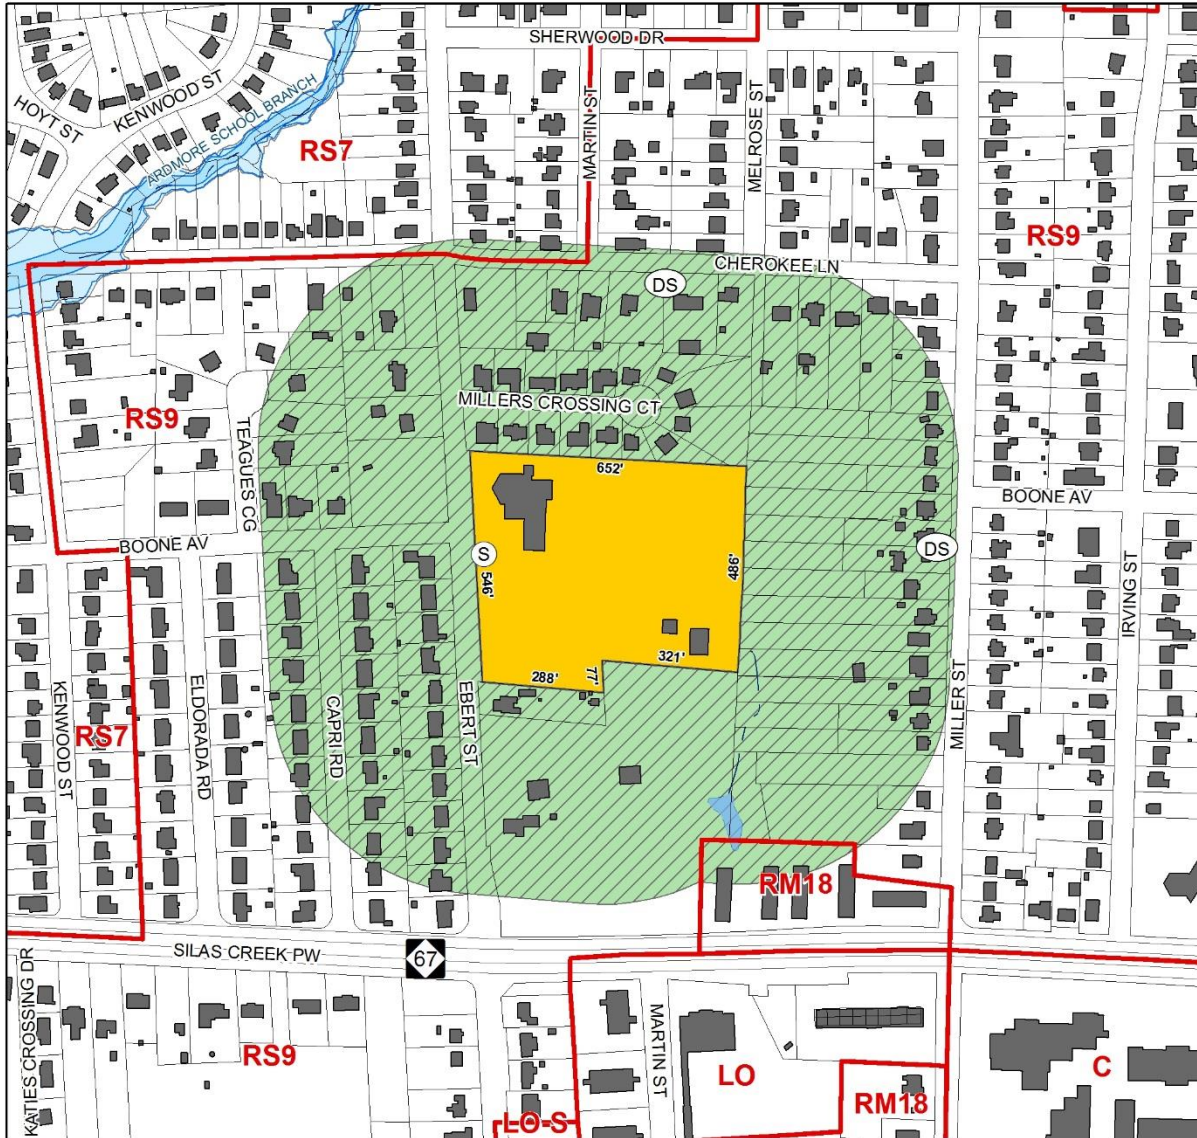 SHERWOOD DR
HOYT ST
KENWOOD ST
ARDMORE SCHOOL BRANCH
RS7
MARTIN ST
MELROSE ST
RS9
CHEROKEE LN
DS
MILLERS CROSSING CT
RS9
TEAGUES CG
652'
BOONE AV
BOONE AV
S
546'
486'
DS
IRVING ST
321'
288'
77'
KENWOOD ST
RS7
ELDORADA RD
CAPRI RD
EBERT ST
MILLER ST
RM18
SILAS CREEK PW
67
KATIES CROSSING DR
RS9
MARTIN ST
LO
C
RM18
LO-S